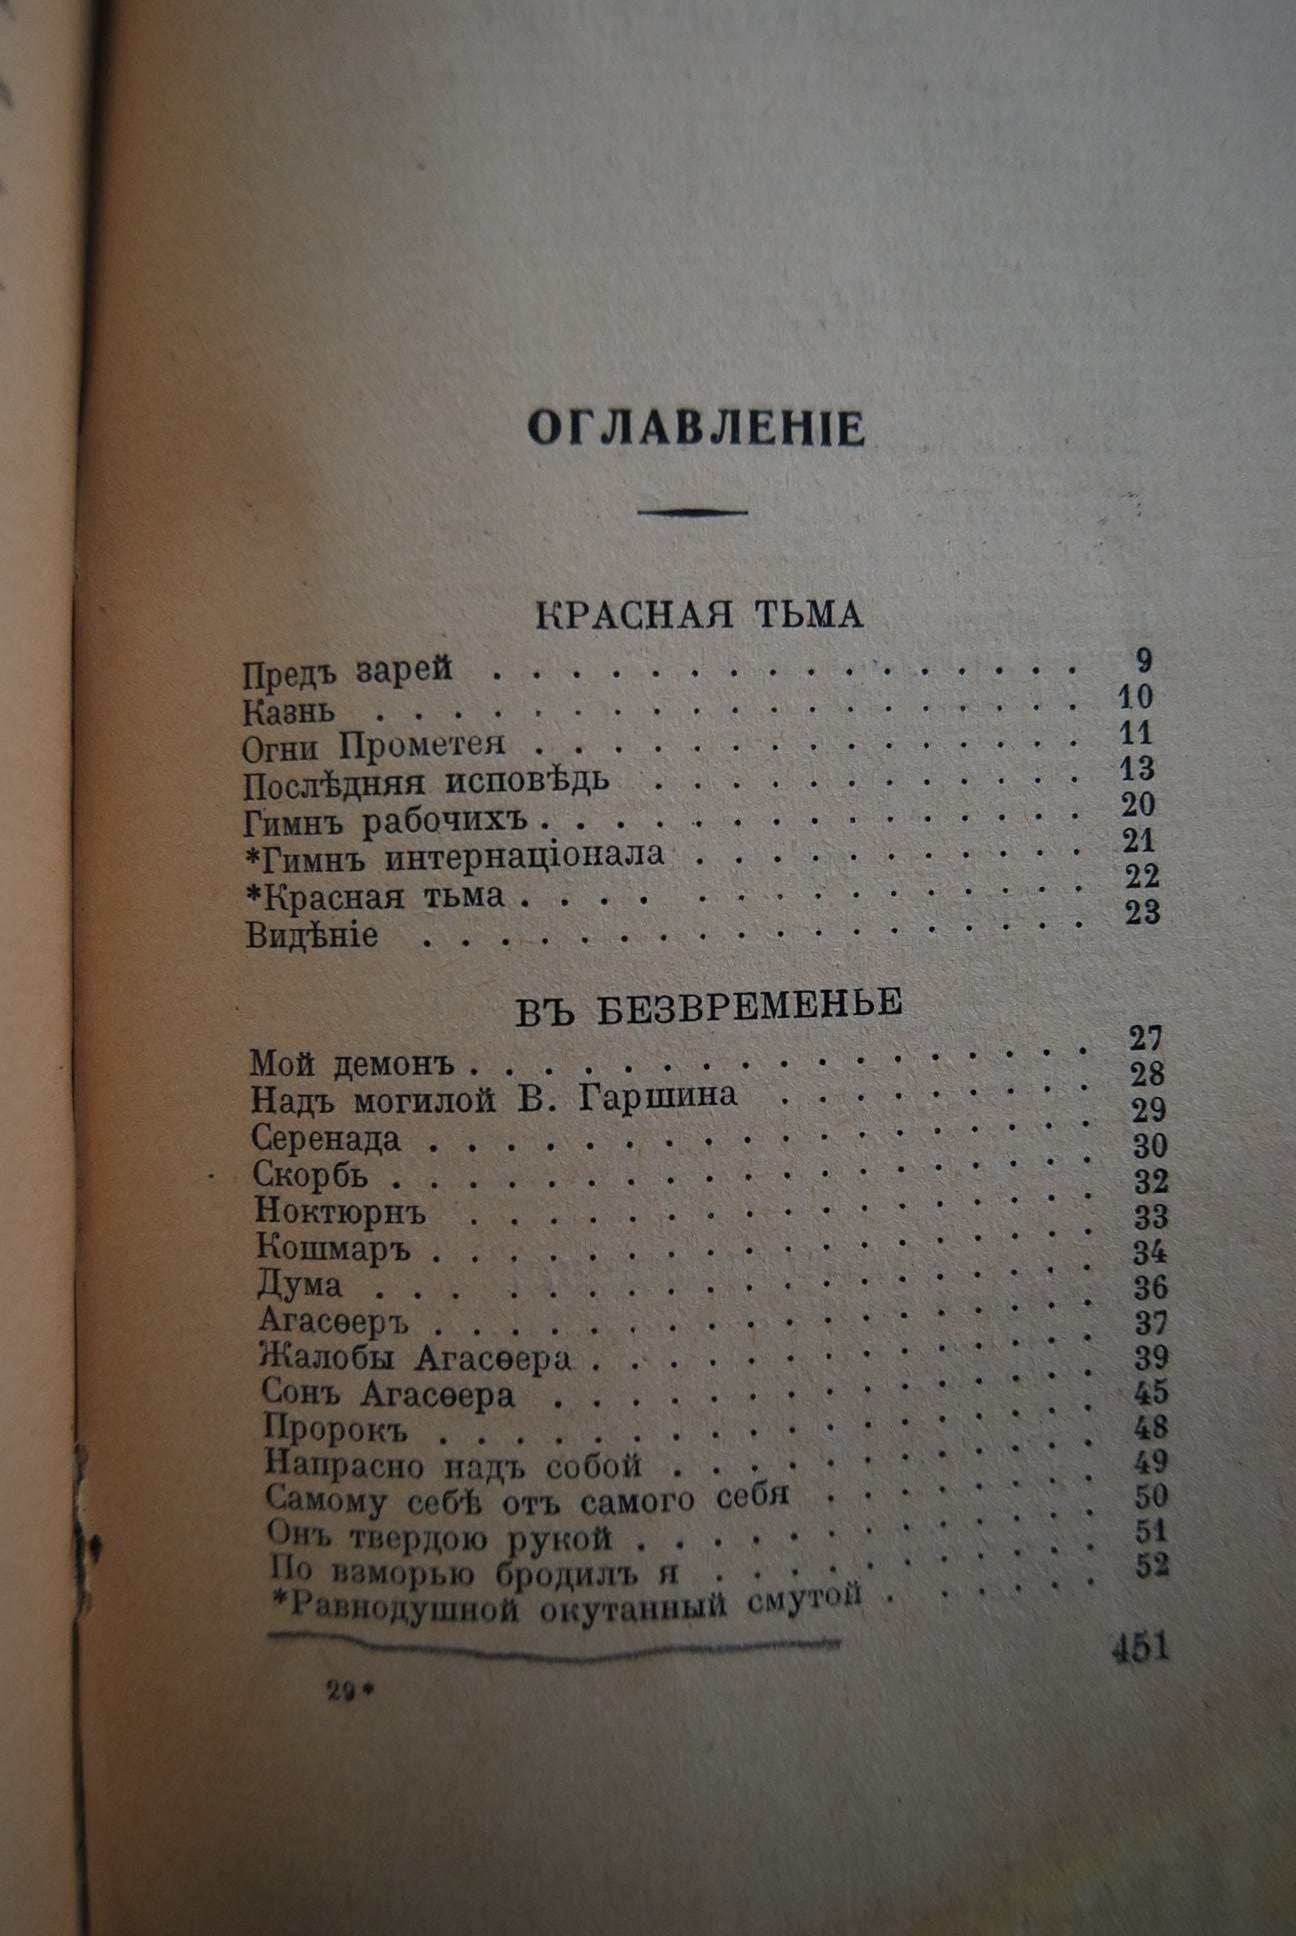 ОГЛАВЛЕНІЕ
КРАСНАЯ ТЬМА
Предъ зарей . . . . . . . . . . . . . . . . 9
Казнь . . . . . . . . . . . . . . . . . . 10
Огни Прометея . . . . . . . . . . . . . . . 11
Послѣдняя исповѣдь . . . . . . . . . . . . 13
Гимнъ рабочихъ . . . . . . . . . . . . . . 20
*Гимнъ интернаціонала . . . . . . . . . . 21
*Красная тьма . . . . . . . . . . . . . . 22
Видѣніе . . . . . . . . . . . . . . . . . 23
ВЪ БЕЗВРЕМЕНЬЕ
Мой демонъ . . . . . . . . . . . . . . . . 27
Надъ могилой В. Гаршина . . . . . . . . . 28
Серенада . . . . . . . . . . . . . . . . . 29
Скорбь . . . . . . . . . . . . . . . . . . 30
Ноктюрнъ . . . . . . . . . . . . . . . . 32
Кошмаръ . . . . . . . . . . . . . . . . . 33
Дума . . . . . . . . . . . . . . . . . . 34
Агасѳеръ . . . . . . . . . . . . . . . . . 36
Жалобы Агасѳера . . . . . . . . . . . . . 37
Сонъ Агасѳера . . . . . . . . . . . . . . 39
Пророкъ . . . . . . . . . . . . . . . . . 45
Напрасно надъ собой . . . . . . . . . . . 48
Самому себѣ отъ самого себя . . . . . . . 49
Онъ твердою рукой . . . . . . . . . . . . 50
По взморью бродилъ я . . . . . . . . . . 51
*Равнодушной окутанный смутой . . . . . . 52
451
29*